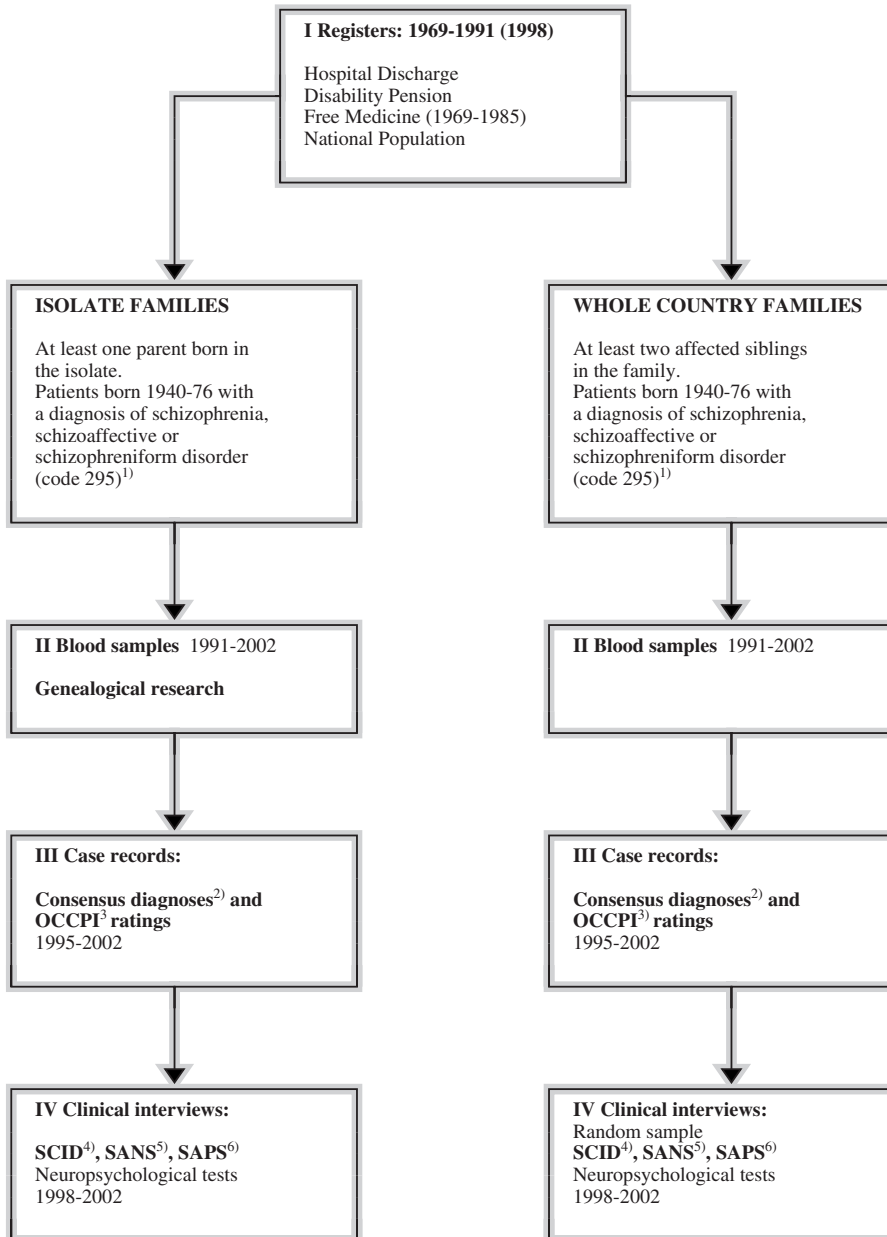 I Registers: 1969-1991 (1998)
Hospital Discharge
Disability Pension
Free Medicine (1969-1985)
National Population
ISOLATE FAMILIES
At least one parent born in
the isolate.
Patients born 1940-76 with
a diagnosis of schizophrenia,
schizoaffective or
schizophreniform disorder
(code 295)1)
WHOLE COUNTRY FAMILIES
At least two affected siblings
in the family.
Patients born 1940-76 with
a diagnosis of schizophrenia,
schizoaffective or
schizophreniform disorder
(code 295)1)
II Blood samples 1991-2002
Genealogical research
II Blood samples 1991-2002
III Case records:
Consensus diagnoses2) and
OCCPI3 ratings
1995-2002
III Case records:
Consensus diagnoses2) and
OCCPI3) ratings
1995-2002
IV Clinical interviews:
SCID4), SANS5), SAPS6)
Neuropsychological tests
1998-2002
IV Clinical interviews:
Random sample
SCID4), SANS5), SAPS6)
Neuropsychological tests
1998-2002